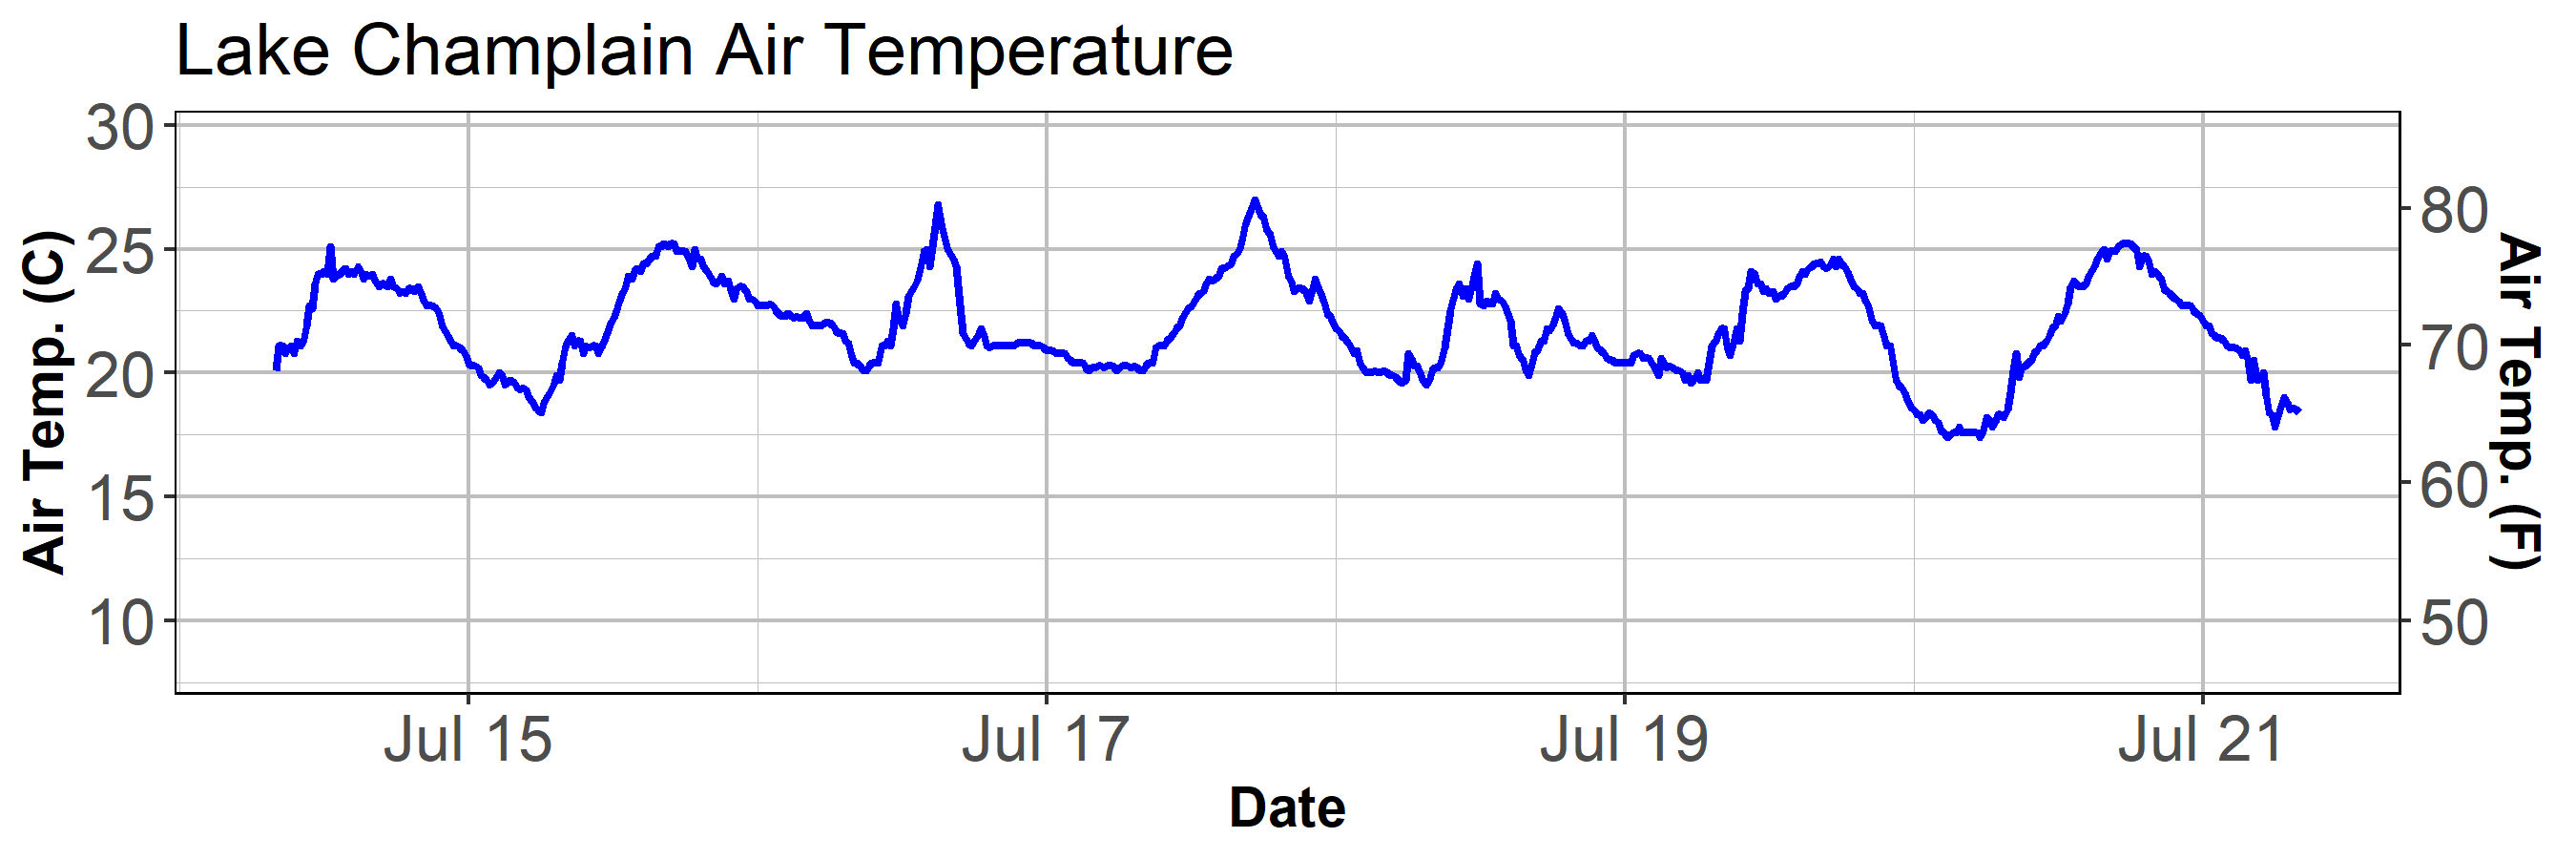 Lake Champlain Air Temperature
30
25
20
15
10
Air Temp. (C)
80
70
60
50
Air Temp. (F)
Jul 15
Jul 17
Jul 19
Jul 21
Date